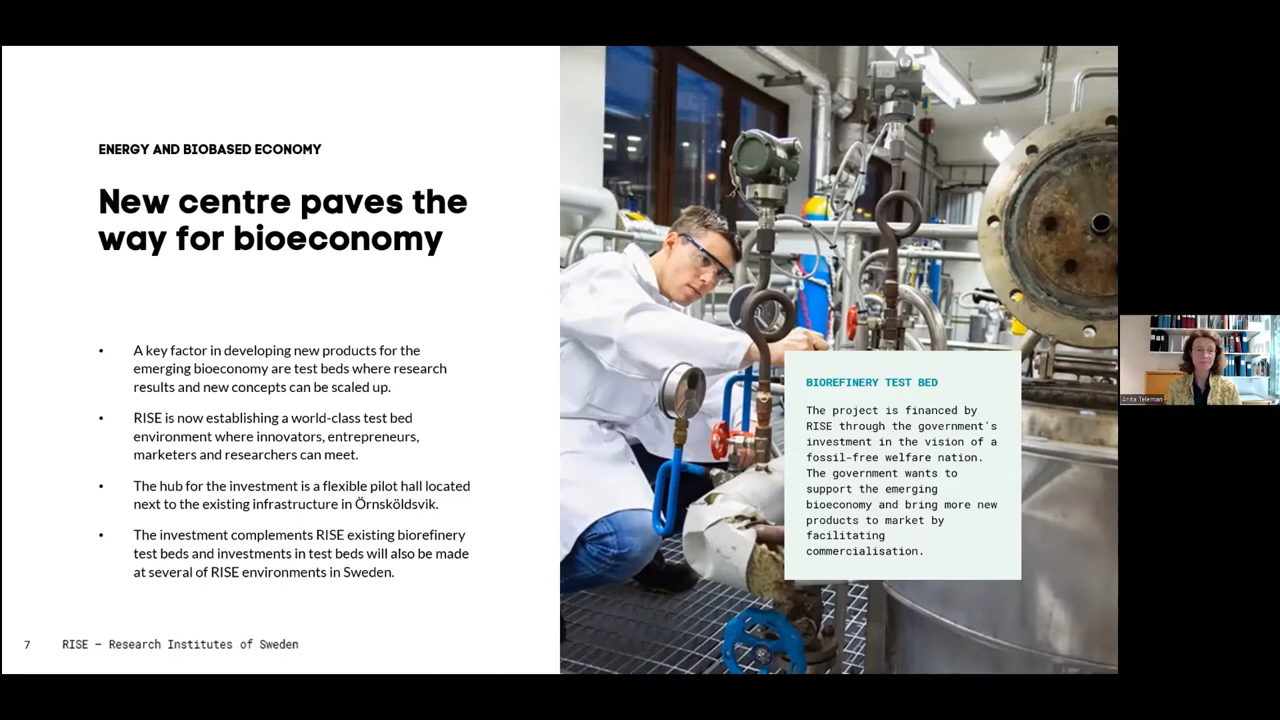 ENERGY AND BIOBASED ECONOMY
New centre paves the
way for bioeconomy
• A key factor in developing new products for the
emerging bioeconomy are test beds where research
results and new concepts can be scaled up.
• RISE is now establishing a world-class test bed
environment where innovators, entrepreneurs,
marketers and researchers can meet.
• The hub for the investment is a flexible pilot hall located
next to the existing infrastructure in Örnsköldsvik.
• The investment complements RISE existing biorefinery
test beds and investments in test beds will also be made
at several of RISE environments in Sweden.
7 RISE — Research Institutes of Sweden
BIOREFINERY TEST BED
The project is financed by
RISE through the government's
investment in the vision of a
fossil-free welfare nation.
The government wants to
support the emerging
bioeconomy and bring more new
products to market by
facilitating
commercialisation.
Anita Teleman